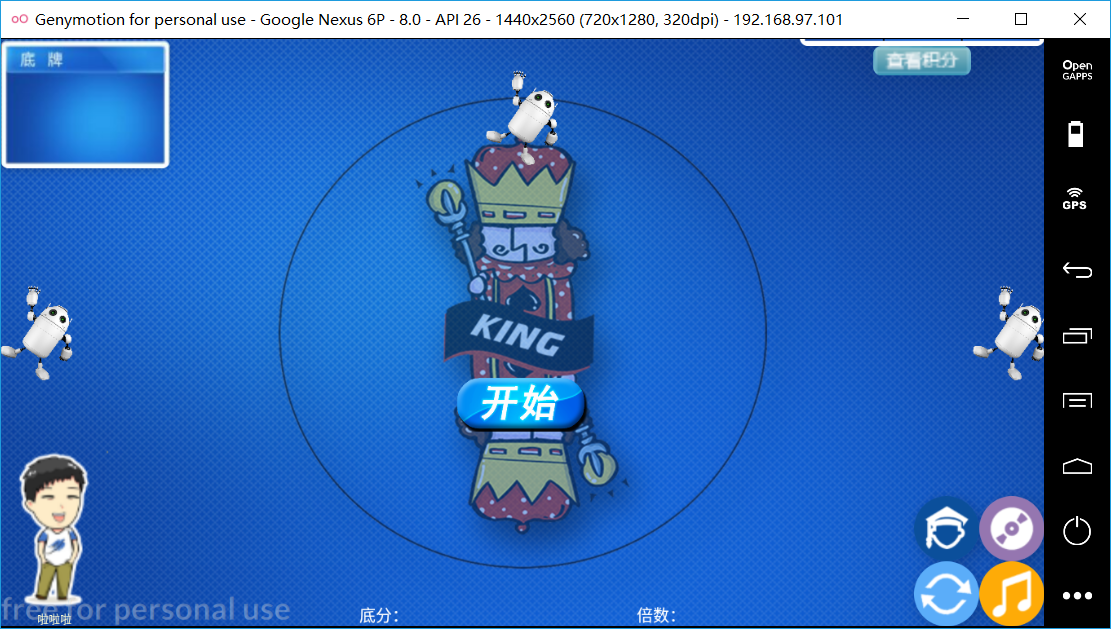 Genymotion for personal use - Google Nexus 6P - 8.0 - API 26 - 1440x2560 (720x1280, 320dpi) - 192.168.97.101
底 牌
查看积分
Open
GAPPS
GPS
KING
开始
free for personal use
啦啦啦
底分:
倍数: